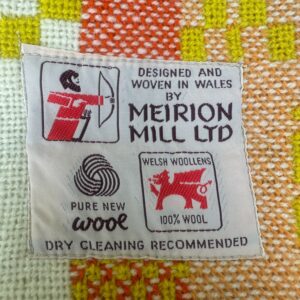 DESIGNED AND
WOVEN IN WALES
BY
MEIRION
MILL LTD
PURE NEW
wool
WELSH WOOLLENS
100% WOOL
DRY CLEANING RECOMMENDED